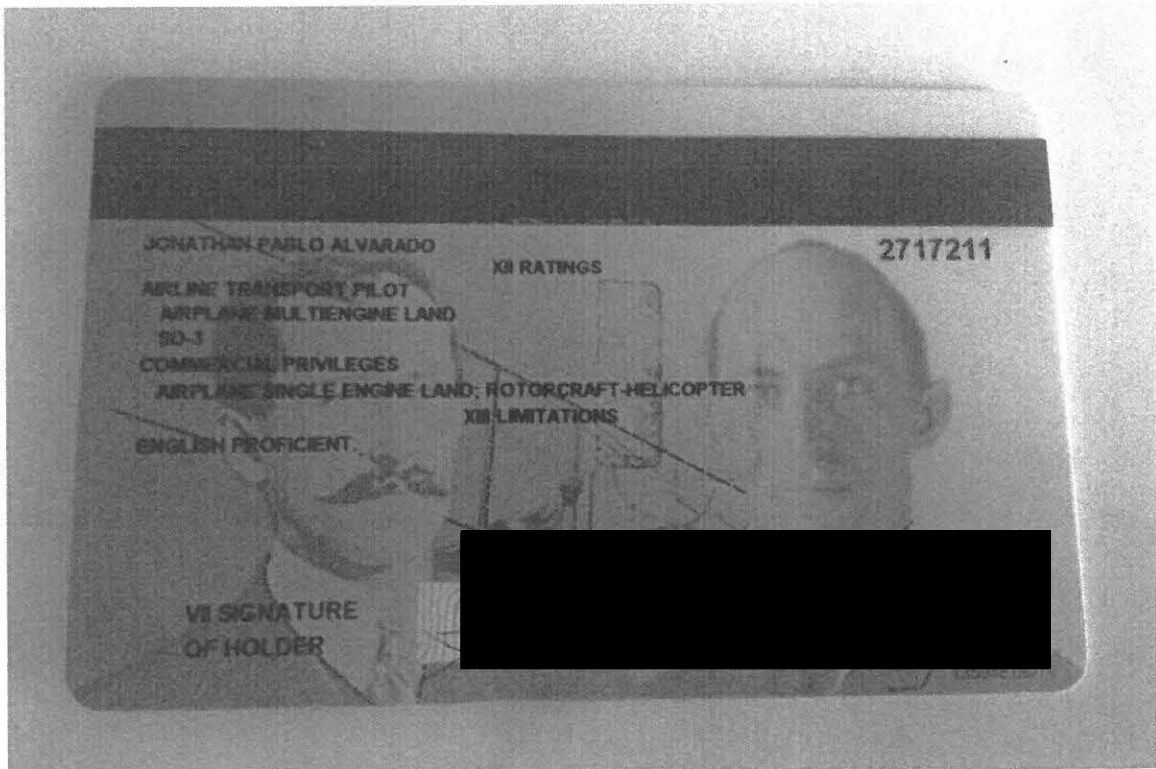 JONATHAN PABLO ALVARADO
2717211
XII RATINGS
AIRLINE TRANSPORT PILOT
AIRPLANE MULTIENGINE LAND
SD-3
COMMERCIAL PRIVILEGES
AIRPLANE SINGLE ENGINE LAND; ROTORCRAFT-HELICOPTER
XIII LIMITATIONS
ENGLISH PROFICIENT.
VII SIGNATURE
OF HOLDER